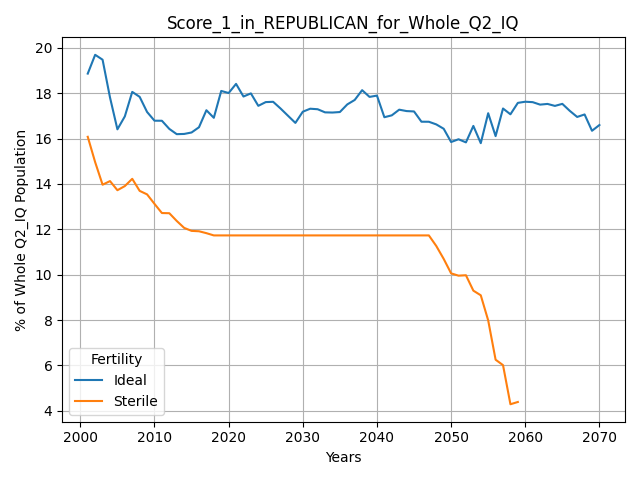 Score_1_in_REPUBLICAN_for_Whole_Q2_IQ
% of Whole Q2_IQ Population
20
18
16
14
12
10
8
6
4
Fertility
Ideal
Sterile
2000 2010 2020 2030 2040 2050 2060 2070
Years